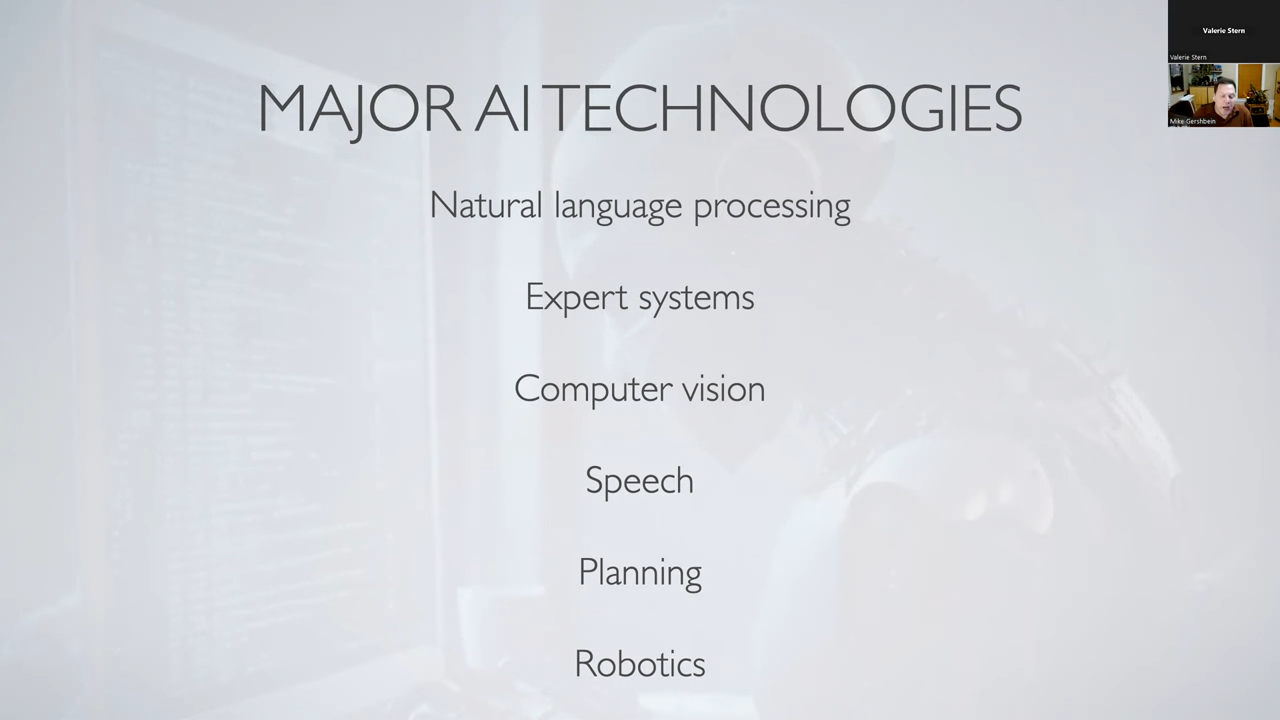 MAJOR AI TECHNOLOGIES
Natural language processing
Expert systems
Computer vision
Speech
Planning
Robotics
Valerie Stern
Valerie Stern
Mike Gershbein